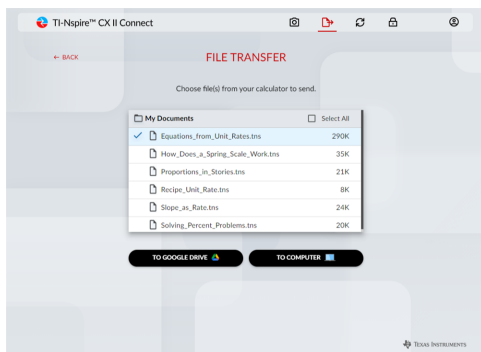 TI-Nspire™ CX II Connect
← BACK
FILE TRANSFER
Choose file(s) from your calculator to send.
My Documents Select All
Equations_from_Unit_Rates.tns 290K
How_Does_a_Spring_Scale_Work.tns 35K
Proportions_in_Stories.tns 21K
Recipe_Unit_Rate.tns 8K
Slope_as_Rate.tns 24K
Solving_Percent_Problems.tns 20K
TO GOOGLE DRIVE TO COMPUTER
TEXAS INSTRUMENTS